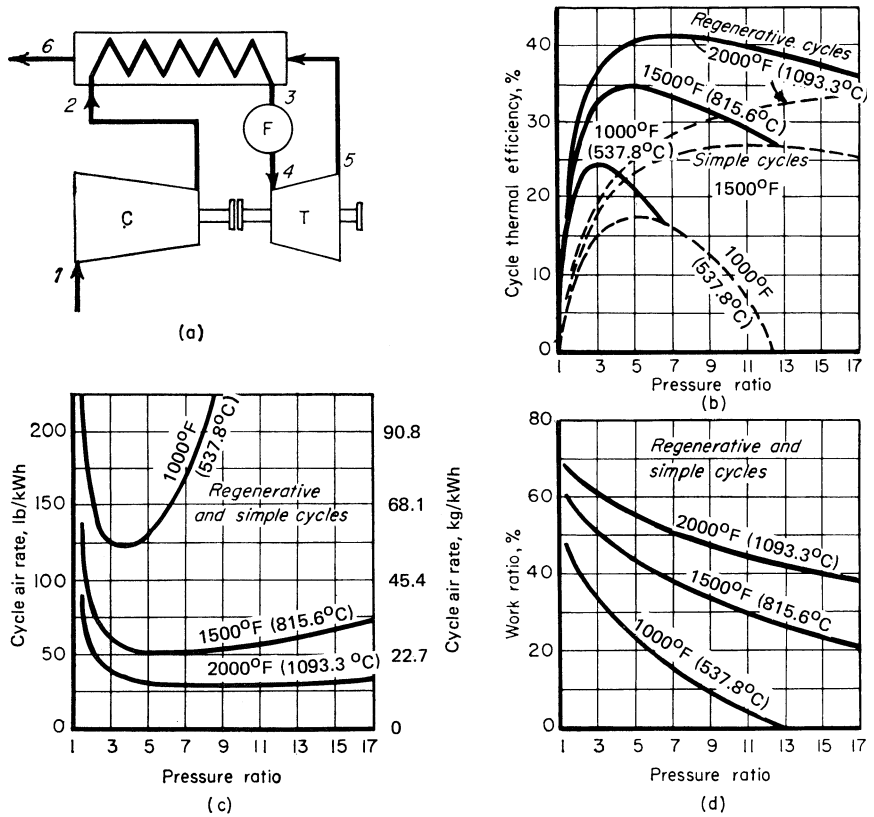 6
2
3
F
4
5
C
T
1
(a)
Cycle thermal efficiency, %
40
30
20
10
0
Regenerative cycles
2000°F (1093.3°C)
1500°F (815.6°C)
1000°F
(537.8°C)
Simple cycles
1500°F
1000°F
(537.8°C)
1 3 5 7 9 11 13 15 17
Pressure ratio
(b)
Cycle air rate, lb/kWh
200
150
100
50
0
1000°F
(537.8°C)
Regenerative
and simple cycles
1500°F (815.6°C)
2000°F (1093.3 °C)
90.8
68.1
45.4
22.7
0
Cycle air rate, kg/kWh
1 3 5 7 9 11 13 15 17
Pressure ratio
(c)
Work ratio, %
80
60
40
20
0
Regenerative and
simple cycles
2000°F (1093.3°C)
1500°F (815.6°C
1000°F (537.8°C)
1 3 5 7 9 11 13 15 17
Pressure ratio
(d)